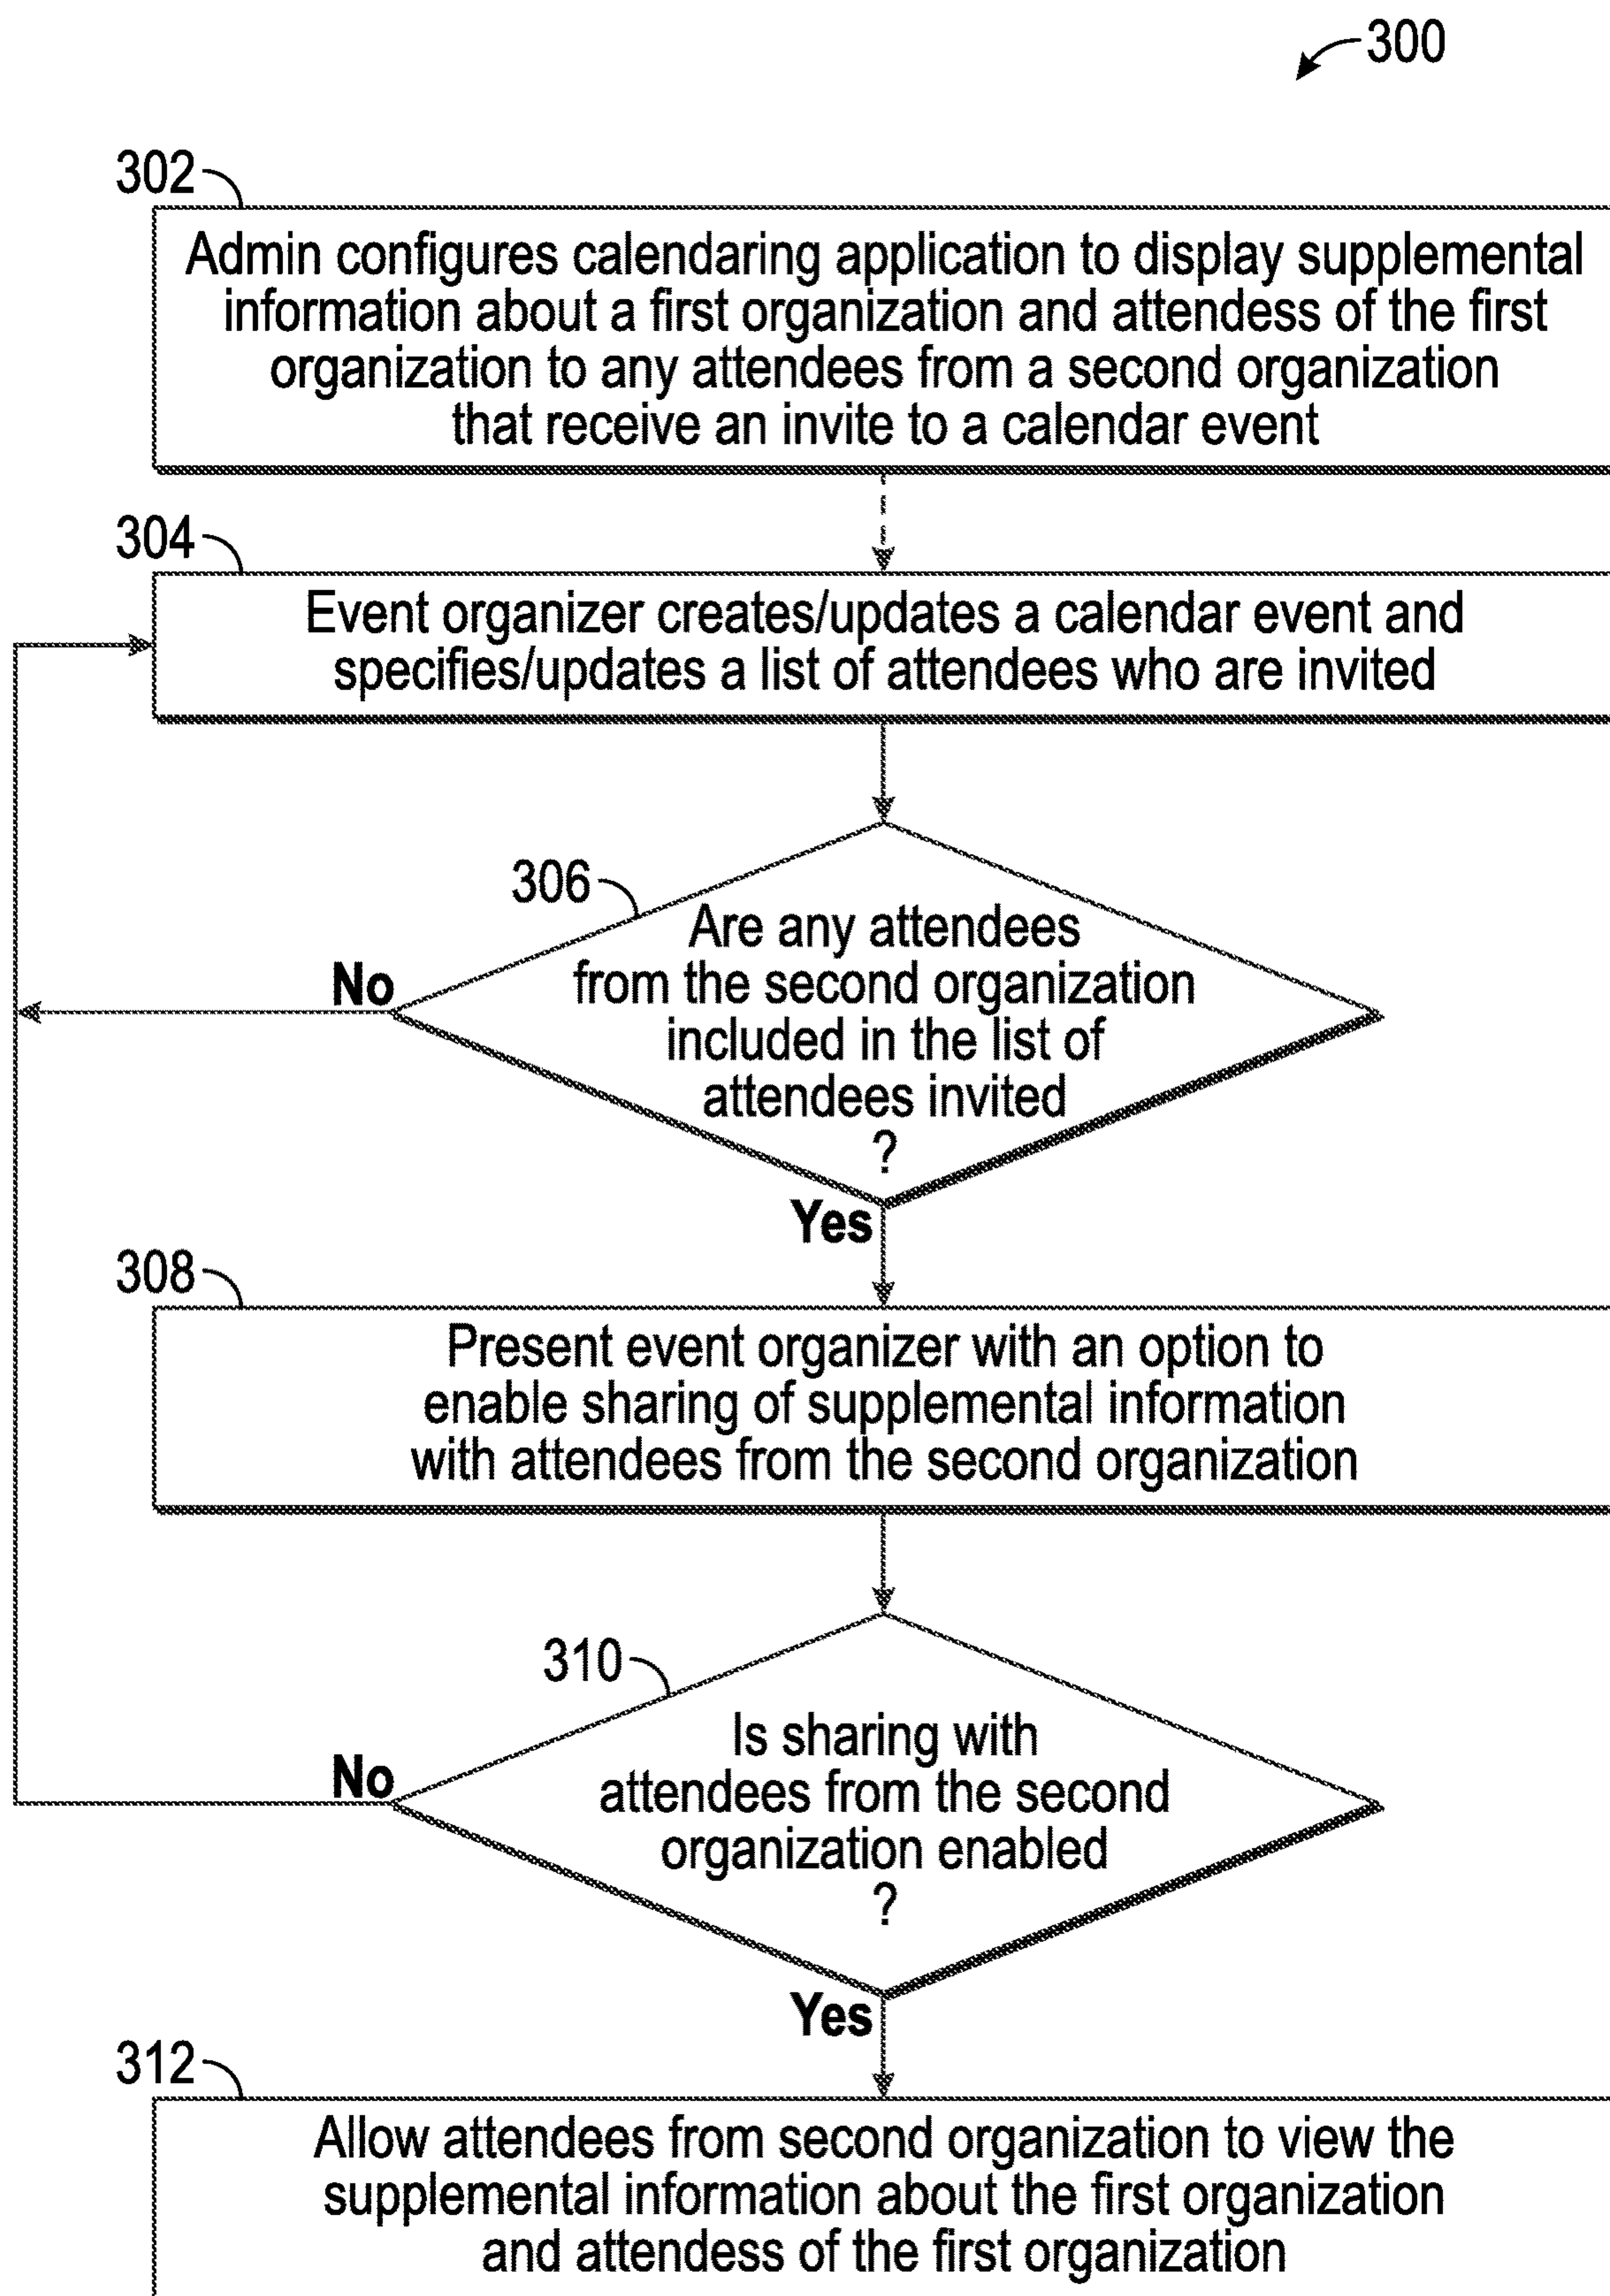 300
302
Admin configures calendaring application to display supplemental
information about a first organization and attendess of the first
organization to any attendees from a second organization
that receive an invite to a calendar event
304
Event organizer creates/updates a calendar event and
specifies/updates a list of attendees who are invited
306
Are any attendees
from the second organization
included in the list of
attendees invited
?
No
Yes
308
Present event organizer with an option to
enable sharing of supplemental information
with attendees from the second organization
310
Is sharing with
attendees from the second
organization enabled
?
No
Yes
312
Allow attendees from second organization to view the
supplemental information about the first organization
and attendess of the first organization